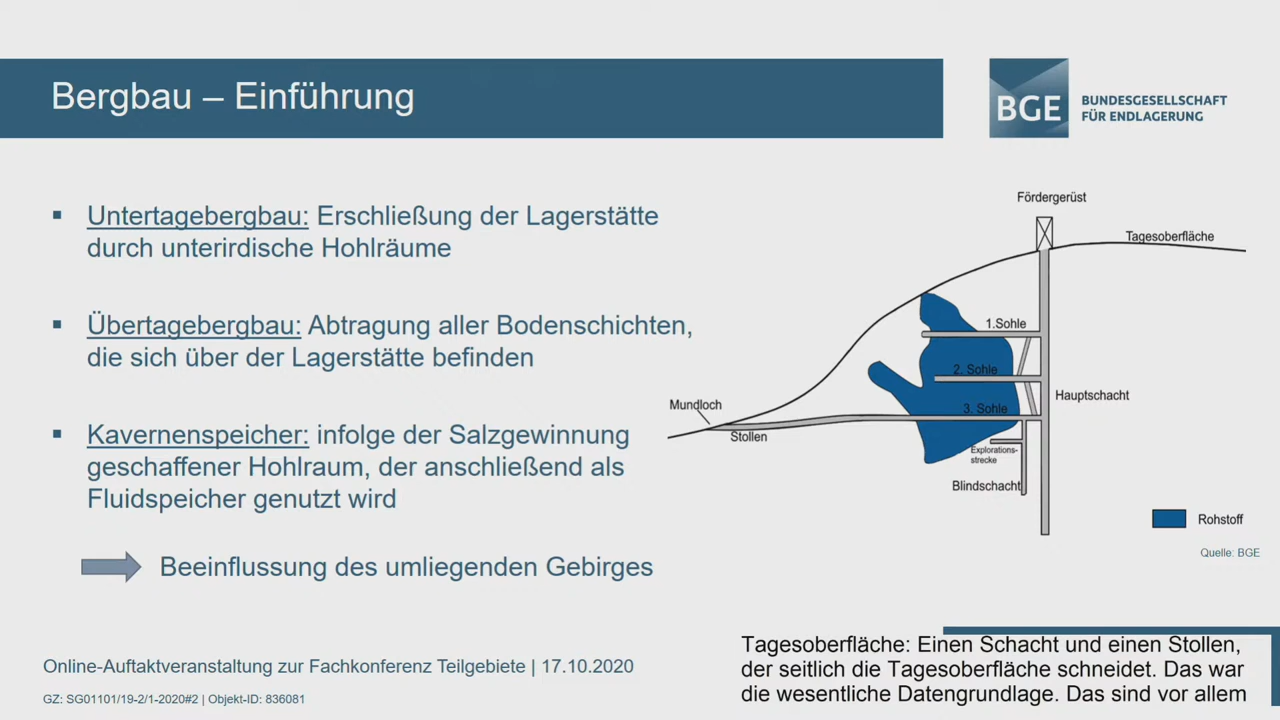 Bergbau – Einführung
BGE
BUNDESGESELLSCHAFT
FÜR ENDLAGERUNG
▪ Untertagebergbau: Erschließung der Lagerstätte
durch unterirdische Hohlräume
▪ Übertagebergbau: Abtragung aller Bodenschichten,
die sich über der Lagerstätte befinden
▪ Kavernenspeicher: infolge der Salzgewinnung
geschaffener Hohlraum, der anschließend als
Fluidspeicher genutzt wird
Beeinflussung des umliegenden Gebirges
Fördergerüst
Tagesoberfläche
1.Sohle
2. Sohle
Hauptschacht
3. Sohle
Mundloch
Stollen
Explorations-
strecke
Blindschacht
Rohstoff
Quelle: BGE
Online-Auftaktveranstaltung zur Fachkonferenz Teilgebiete | 17.10.2020
GZ: SG01101/19-2/1-2020#2 | Objekt-ID: 836081
Tagesoberfläche: Einen Schacht und einen Stollen,
der seitlich die Tagesoberfläche schneidet. Das war
die wesentliche Datengrundlage. Das sind vor allem